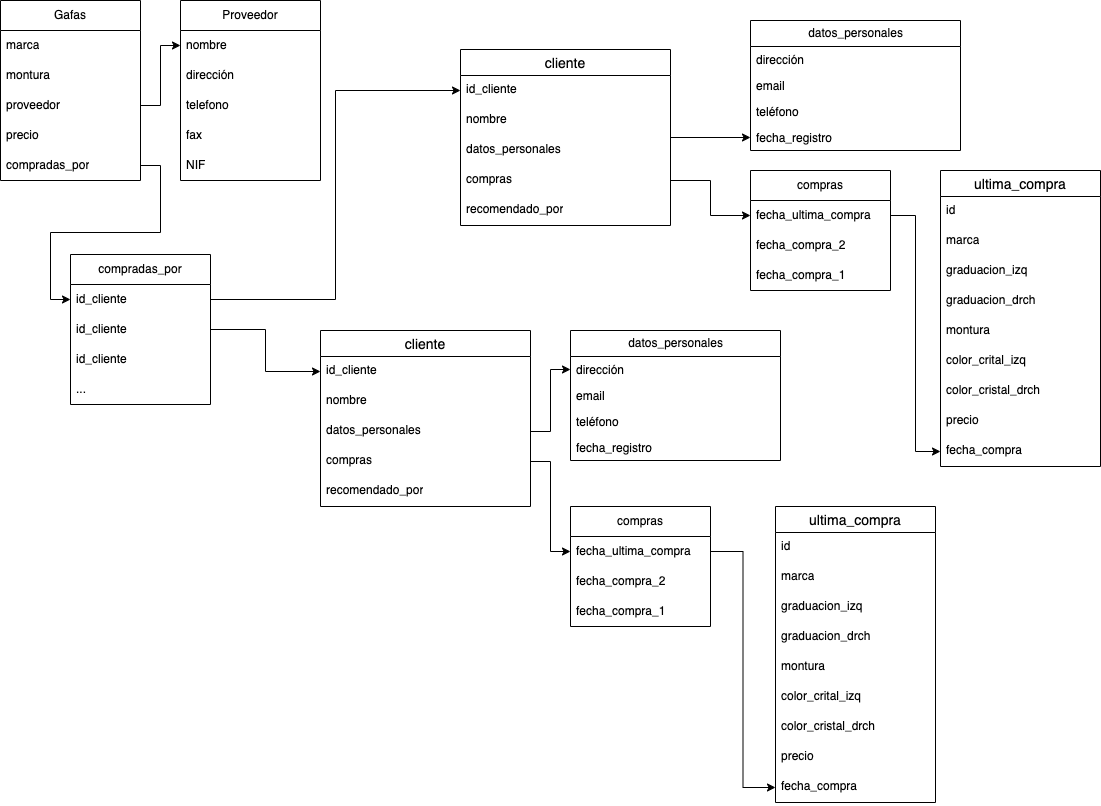 Gafas
marca
montura
proveedor
precio
compradas_por
Proveedor
nombre
dirección
telefono
fax
NIF
cliente
id_cliente
nombre
datos_personales
compras
recomendado_por
datos_personales
dirección
email
teléfono
fecha_registro
compras
fecha_ultima_compra
fecha_compra_2
fecha_compra_1
ultima_compra
id
marca
graduacion_izq
graduacion_drch
montura
color_crital_izq
color_cristal_drch
precio
fecha_compra
compradas_por
id_cliente
id_cliente
id_cliente
...
cliente
id_cliente
nombre
datos_personales
compras
recomendado_por
datos_personales
dirección
email
teléfono
fecha_registro
compras
fecha_ultima_compra
fecha_compra_2
fecha_compra_1
ultima_compra
id
marca
graduacion_izq
graduacion_drch
montura
color_crital_izq
color_cristal_drch
precio
fecha_compra